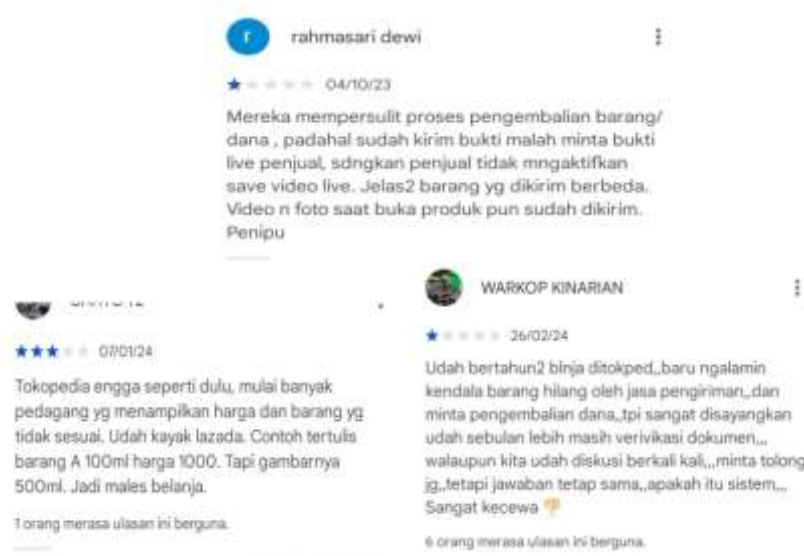 r
rahmasari dewi
04/10/23
Mereka mempersulit proses pengembalian barang/
dana , padahal sudah kirim bukti malah minta bukti
live penjual, sdngkan penjual tidak mngaktifkan
save video live. Jelas2 barang yg dikirim berbeda.
Video n foto saat buka produk pun sudah dikirim.
Penipu
07/01/24
Tokopedia engga seperti dulu, mulai banyak
pedagang yg menampilkan harga dan barang yg
tidak sesuai. Udah kayak lazada. Contoh tertulis
barang A 100ml harga 1000. Tapi gambarnya
500ml. Jadi males belanja.
1 orang merasa ulasan ini berguna.
WARKOP KINARIAN
26/02/24
Udah bertahun2 blnja ditokped,,baru ngalamin
kendala barang hilang oleh jasa pengiriman,,dan
minta pengembalian dana,,tpi sangat disayangkan
udah sebulan lebih masih verivikasi dokumen,,,
walaupun kita udah diskusi berkali kali,,,minta tolong
jg,,tetapi jawaban tetap sama,,apakah itu sistem,,,
Sangat kecewa 👎
6 orang merasa ulasan ini berguna.